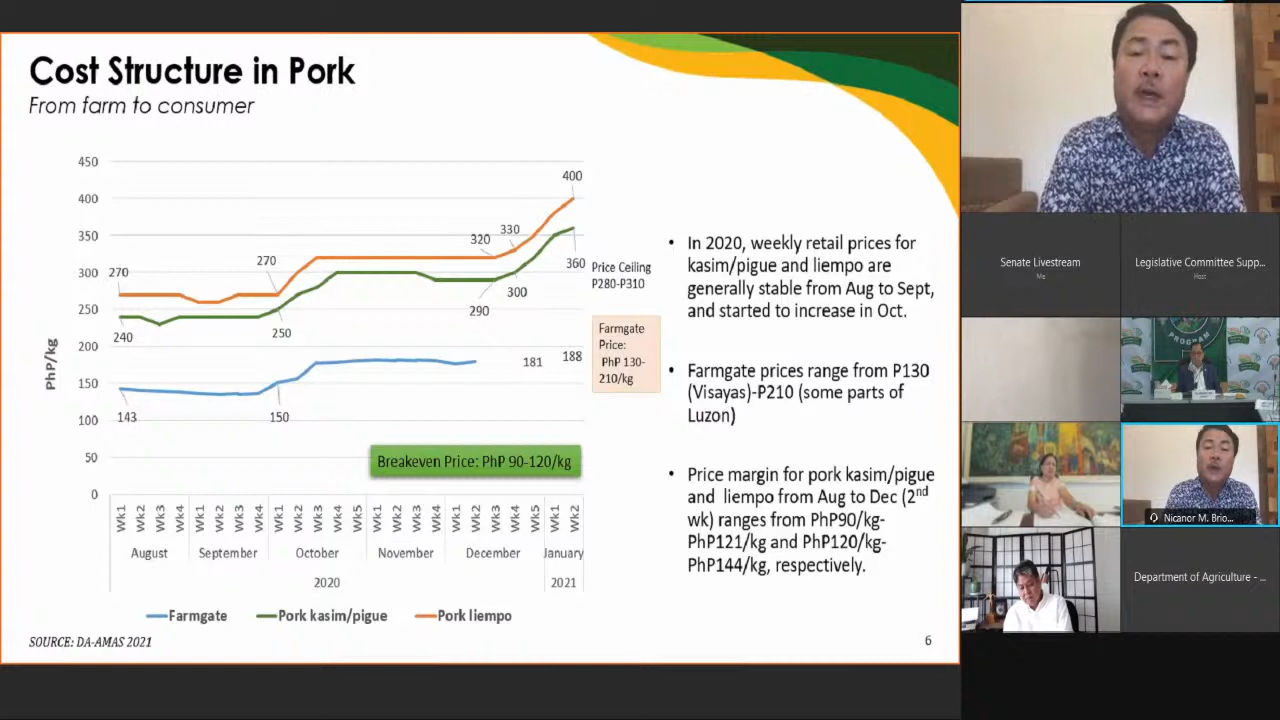 Cost Structure in Pork
From farm to consumer
450
400
350
300
250
200
150
100
50
0
PhP/kg
270
240
143
270
250
150
320
330
290
300
400
360
181
188
Price Ceiling
P280-P310
Farmgate
Price:
PhP 130-
210/kg
Breakeven Price: PhP 90-120/kg
Wk1 Wk2 Wk3 Wk4 Wk1 Wk2 Wk3 Wk4 Wk1 Wk2 Wk3 Wk4 Wk5 Wk1 Wk2 Wk3 Wk4 Wk1 Wk2 Wk3 Wk4 Wk5 Wk1 Wk2
August September October November December January
2020 2021
Farmgate Pork kasim/pigue Pork liempo
SOURCE: DA-AMAS 2021
• In 2020, weekly retail prices for
kasim/pigue and liempo are
generally stable from Aug to Sept,
and started to increase in Oct.
• Farmgate prices range from P130
(Visayas)-P210 (some parts of
Luzon)
• Price margin for pork kasim/pigue
and liempo from Aug to Dec (2nd
wk) ranges from PhP90/kg-
PhP121/kg and PhP120/kg-
PhP144/kg, respectively.
6
Senate Livestream
Me
Legislative Committee Supp...
Host
PROGRAM
Nicanor M. Brio...
Department of Agriculture - ...